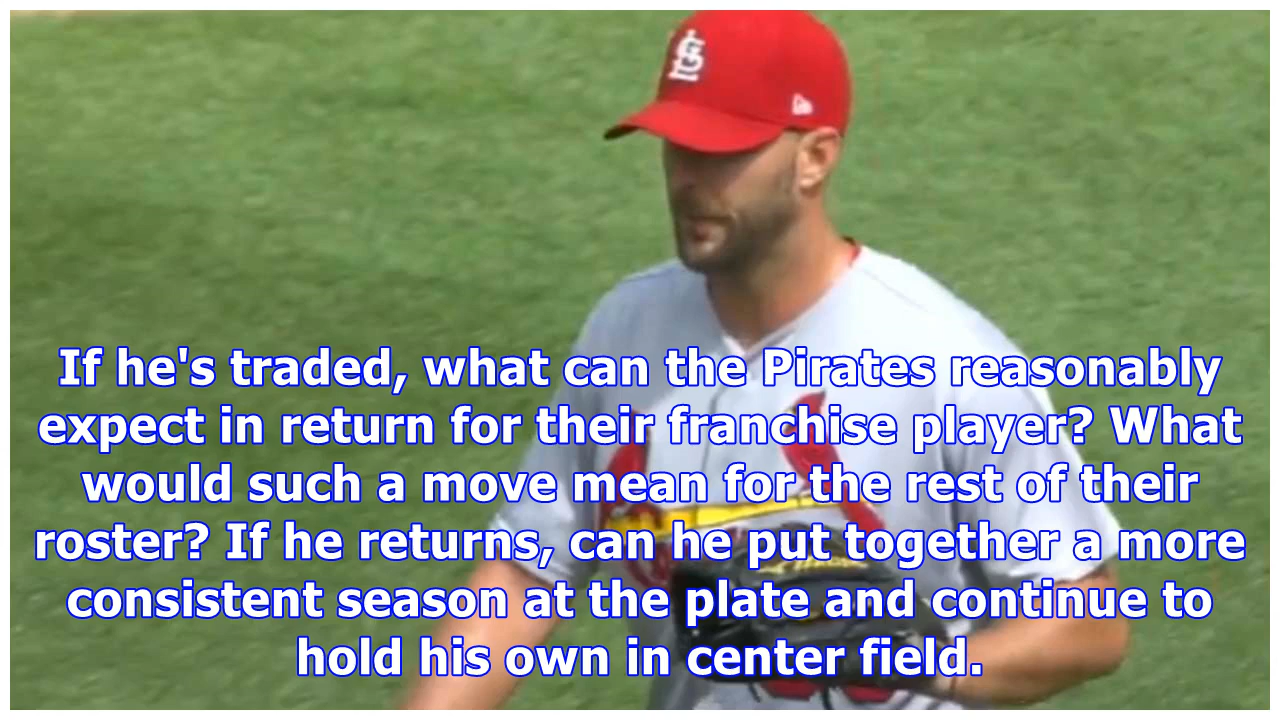 If he's traded, what can the Pirates reasonably
expect in return for their franchise player? What
would such a move mean for the rest of their
roster? If he returns, can he put together a more
consistent season at the plate and continue to
hold his own in center field.